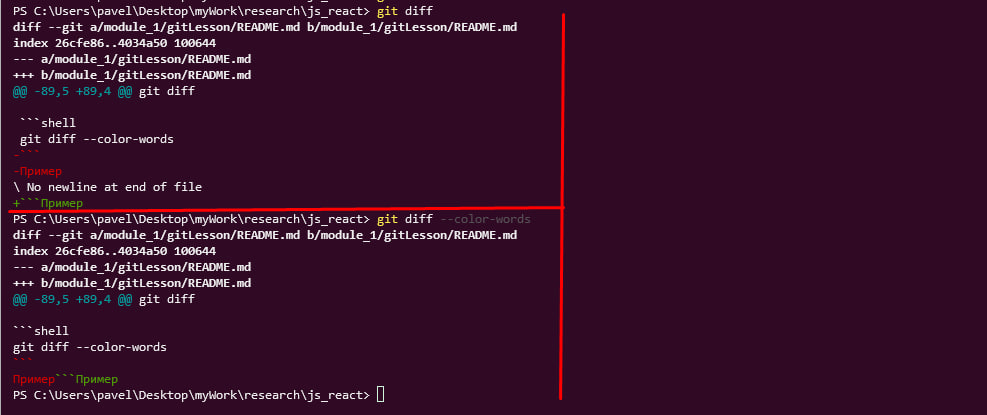 PS C:\Users\pavel\Desktop\myWork\research\js_react> git diff
diff --git a/module_1/gitLesson/README.md b/module_1/gitLesson/README.md
index 26cfe86..4034a50 100644
--- a/module_1/gitLesson/README.md
+++ b/module_1/gitLesson/README.md
@@ -89,5 +89,4 @@ git diff
 ```shell
 git diff --color-words
-```
-Пример
\ No newline at end of file
+```Пример
PS C:\Users\pavel\Desktop\myWork\research\js_react> git diff --color-words
diff --git a/module_1/gitLesson/README.md b/module_1/gitLesson/README.md
index 26cfe86..4034a50 100644
--- a/module_1/gitLesson/README.md
+++ b/module_1/gitLesson/README.md
@@ -89,5 +89,4 @@ git diff
```shell
git diff --color-words
```
Пример```Пример
PS C:\Users\pavel\Desktop\myWork\research\js_react>